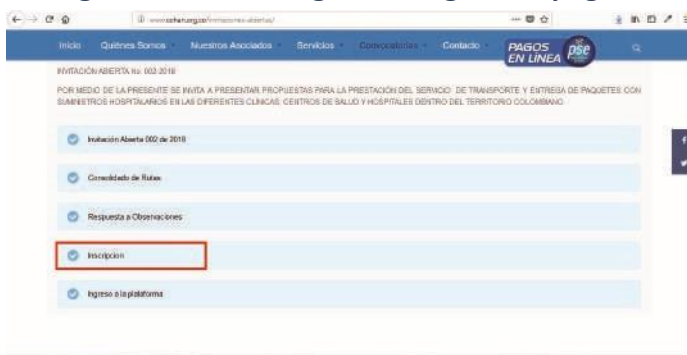 Inicio Quiénes Somos Nuestros Asociados Servicios Convocatorias Contacto PAGOS EN LÍNEA pse
INVITACIÓN ABIERTA No. 002-2018
POR MEDIO DE LA PRESENTE SE INVITA A PRESENTAR PROPUESTAS PARA LA PRESTACIÓN DEL SERVICIO DE TRANSPORTE Y ENTREGA DE PAQUETES CON
SUMINISTROS HOSPITALARIOS EN LAS DIFERENTES CLINICAS, CENTROS DE SALUD Y HOSPITALES DENTRO DEL TERRITORIO COLOMBIANO
Invitación Abierta 002 de 2018
Consolidado de Rutas
Respuesta a Observaciones
Inscripcion
Ingreso a la plataforma